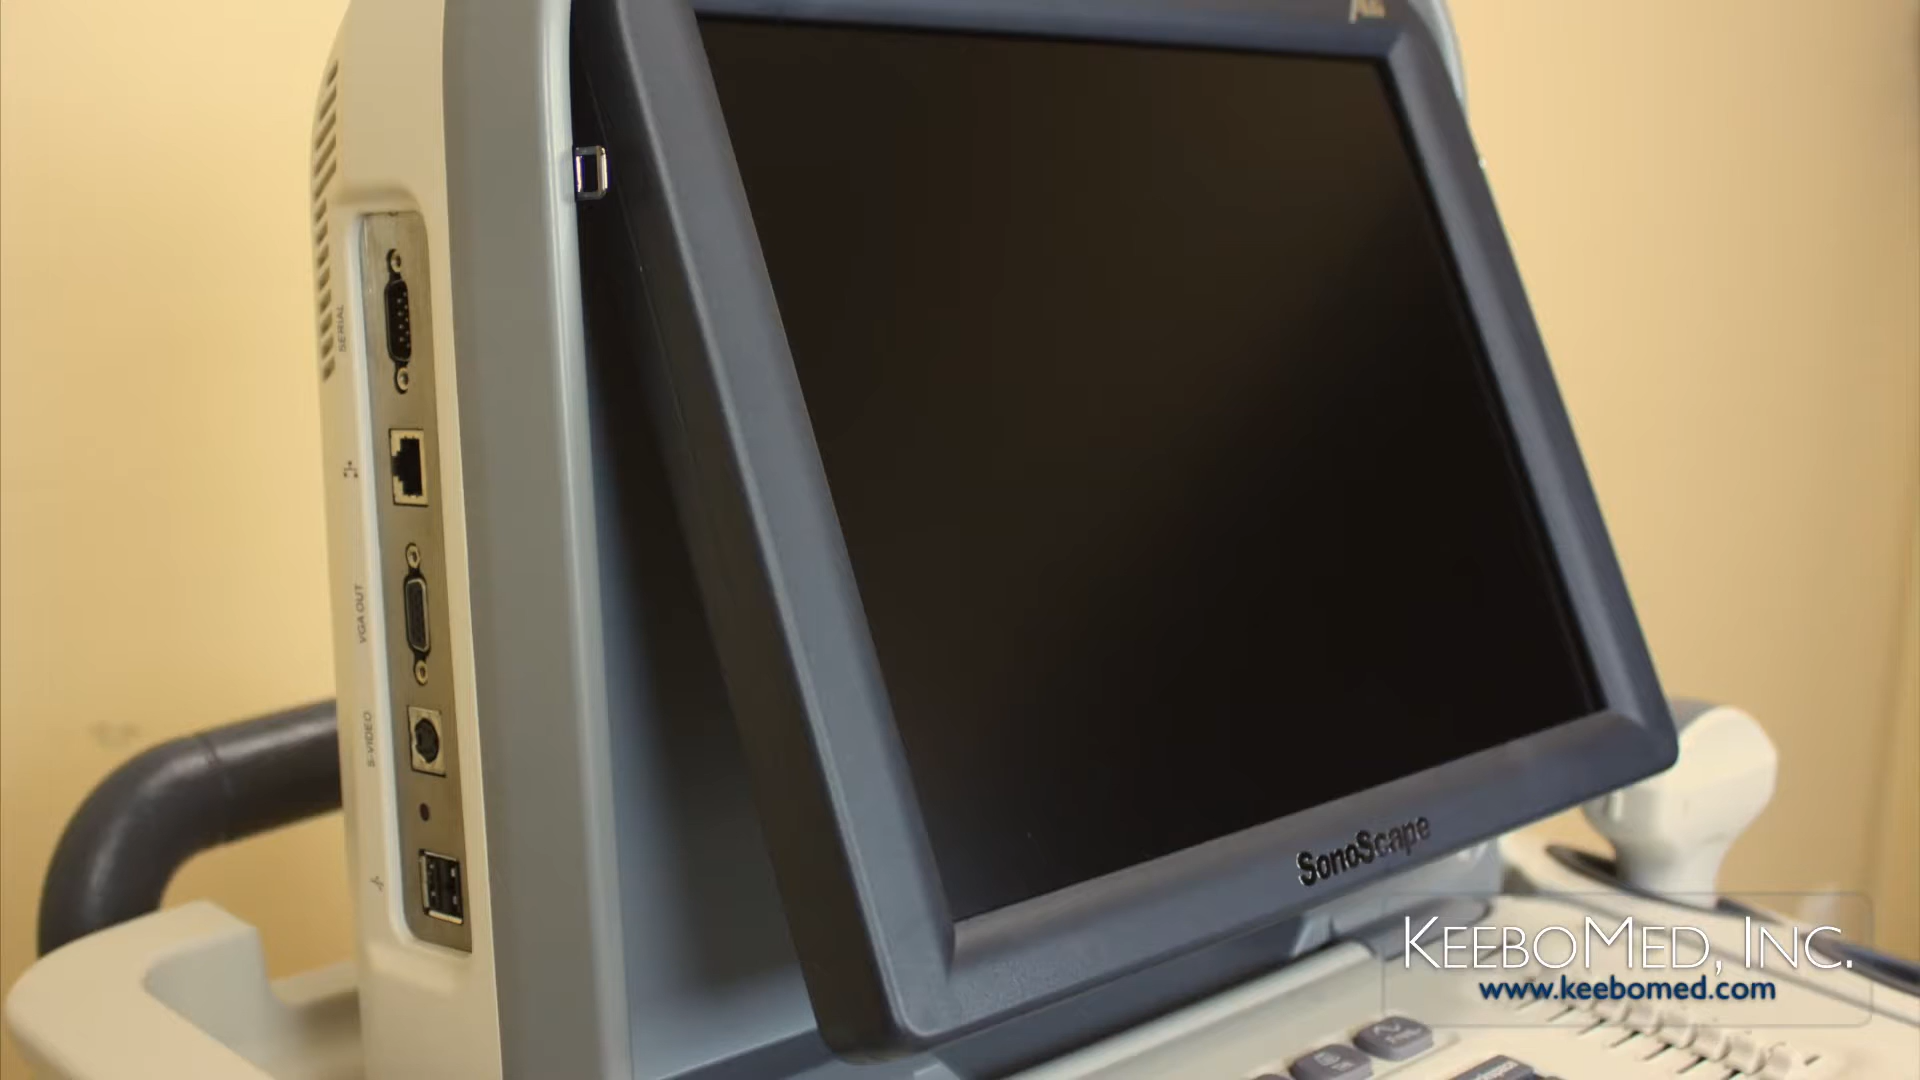 SERIAL
VGA OUT
S-VIDEO
SonoScape
KEEBOMED, INC.
www.keebomed.com